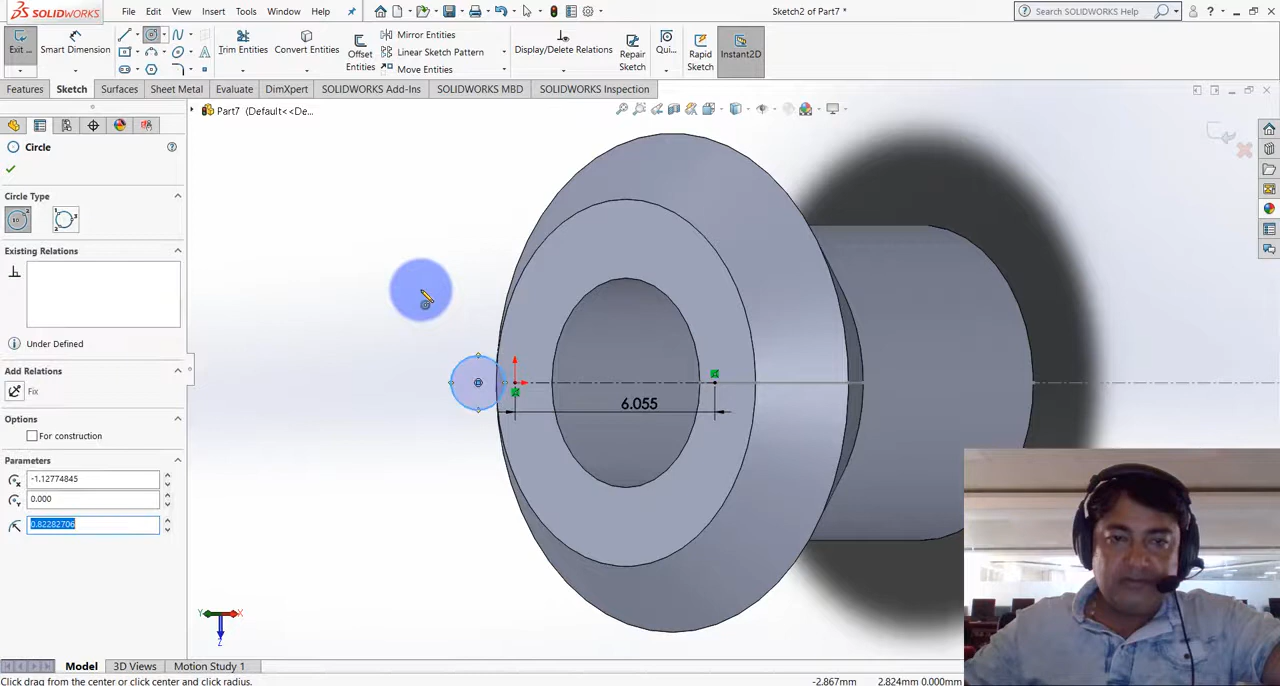 SOLIDWORKS File Edit View Insert Tools Window Help Sketch2 of Part7 * Search SOLIDWORKS Help
Exit ... Smart Dimension Trim Entities Convert Entities Offset Entities Mirror Entities Linear Sketch Pattern Move Entities Display/Delete Relations Repair Sketch Qui... Rapid Sketch Instant2D
Features Sketch Surfaces Sheet Metal Evaluate DimXpert SOLIDWORKS Add-Ins SOLIDWORKS MBD SOLIDWORKS Inspection
Part7 (Default<<De...
Circle
Circle Type
Existing Relations
Under Defined
Add Relations
Fix
Options
For construction
Parameters
-1.12774845
0.000
0.82282706
6.055
Y X
Z
Model 3D Views Motion Study 1
Click drag from the center or click center and click radius. -2.867mm 2.824mm 0.000mm